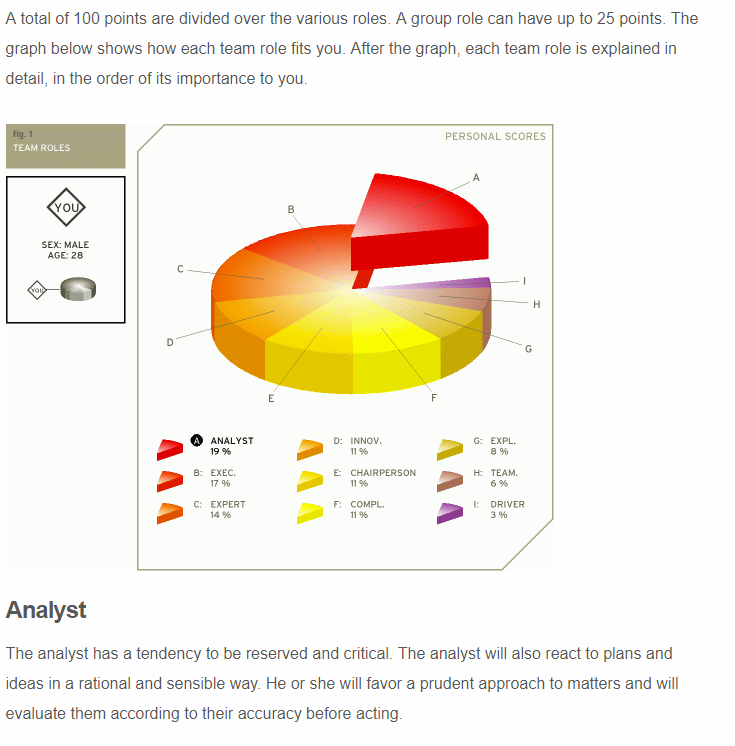 A total of 100 points are divided over the various roles. A group role can have up to 25 points. The
graph below shows how each team role fits you. After the graph, each team role is explained in
detail, in the order of its importance to you.
Fig. 1
TEAM ROLES
PERSONAL SCORES
YOU
SEX: MALE
AGE: 28
YOU
A
B
C
D
E
F
G
H
I
A ANALYST
19 %
B: EXEC.
17 %
C: EXPERT
14 %
D: INNOV.
11 %
E: CHAIRPERSON
11 %
F: COMPL.
11 %
G: EXPL.
8 %
H: TEAM.
6 %
I: DRIVER
3 %
Analyst
The analyst has a tendency to be reserved and critical. The analyst will also react to plans and
ideas in a rational and sensible way. He or she will favor a prudent approach to matters and will
evaluate them according to their accuracy before acting.